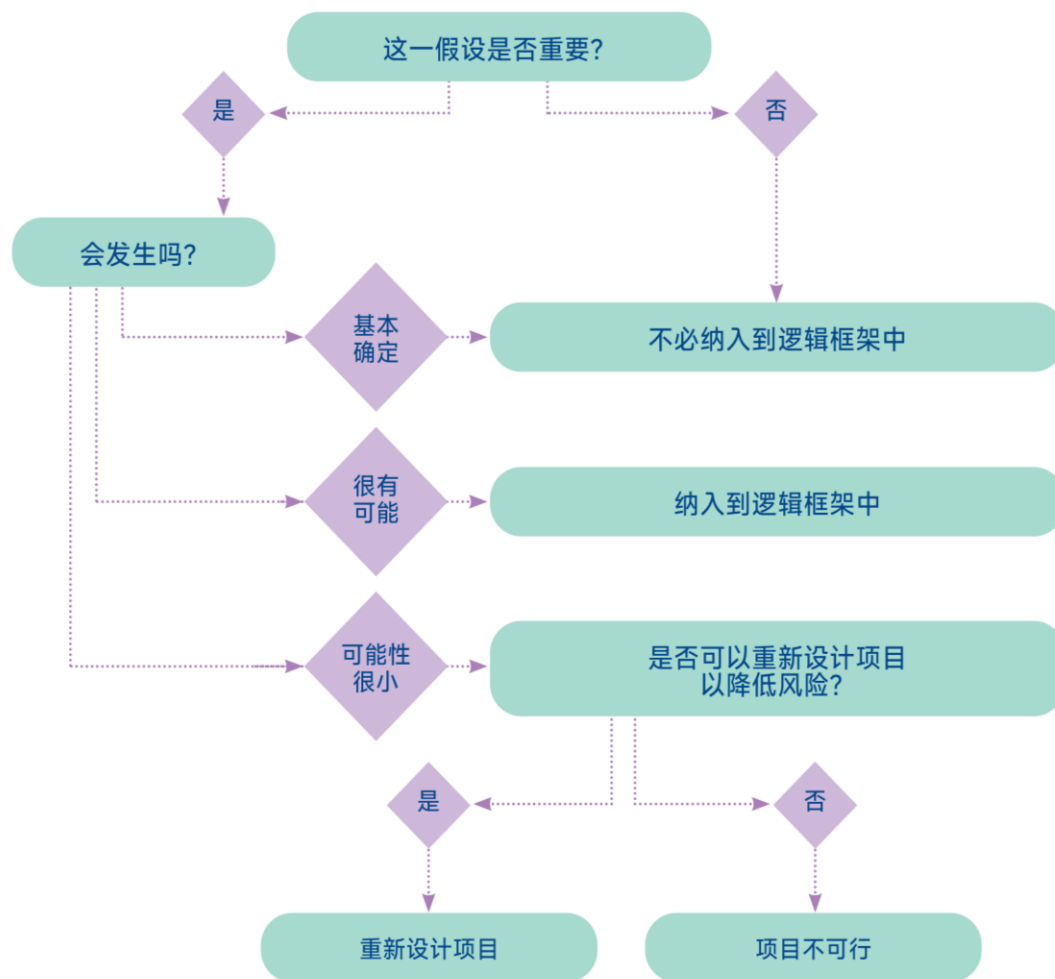 这一假设是否重要？
是
否
会发生吗？
基本
确定
不必纳入到逻辑框架中
很有
可能
纳入到逻辑框架中
可能性
很小
是否可以重新设计项目
以降低风险？
是
否
重新设计项目
项目不可行